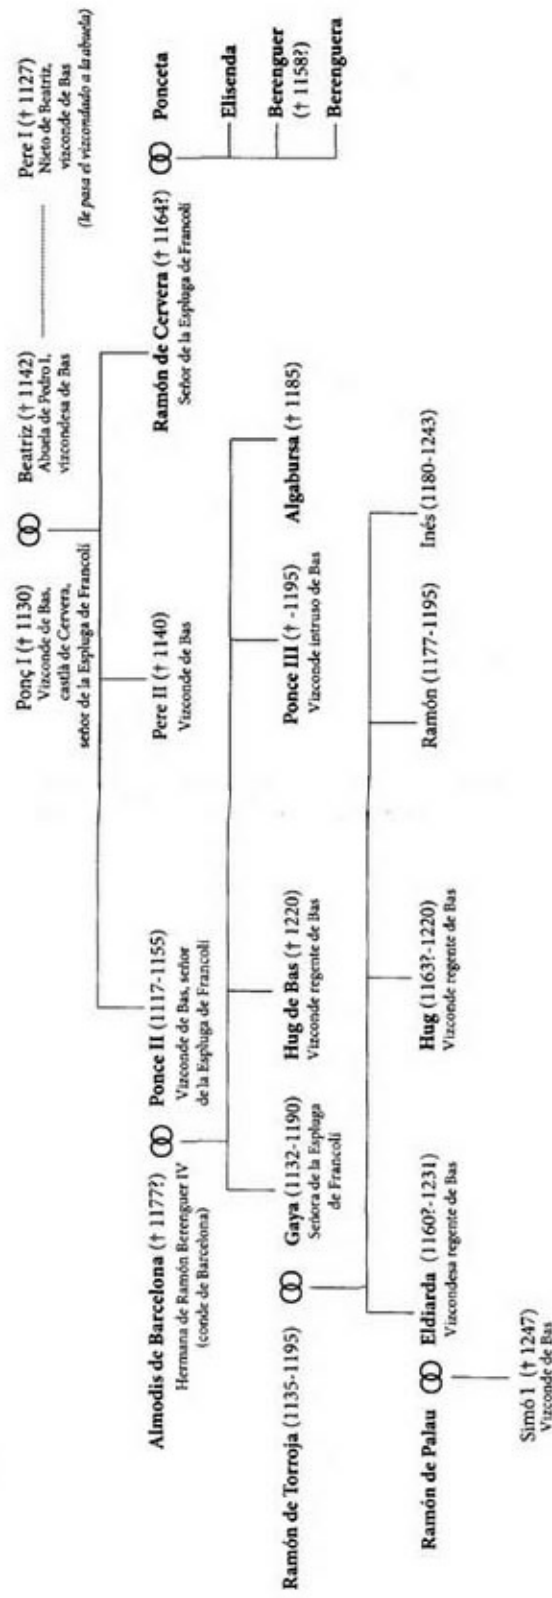 Ponç I († 1130)
Vizconde de Bas,
castlà de Cervera,
señor de la Espluga de Francolí
Beatriz († 1142)
Abuela de Pedro I,
vizcondesa de Bas
Pere I († 1127)
Nieto de Beatriz,
vizconde de Bas
(le pasa el vizcondado a la abuela)
Almodis de Barcelona († 1177?)
Hermana de Ramón Berenguer IV
(conde de Barcelona)
Ponce II (1117-1155)
Vizconde de Bas, señor
de la Espluga de Francolí
Pere II († 1140)
Vizconde de Bas
Ramón de Cervera († 1164?)
Señor de la Espluga de Francolí
Ponceta
Elisenda
Berenguer
(† 1158?)
Berenguera
Ramón de Torroja (1135-1195)
Gaya (1132-1190)
Señora de la Espluga
de Francolí
Hug de Bas († 1220)
Vizconde regente de Bas
Ponce III († -1195)
Vizconde intruso de Bas
Algabursa († 1185)
Ramón de Palau
Eldiarda (1160?-1231)
Vizcondesa regente de Bas
Hug (1163?-1220)
Vizconde regente de Bas
Ramón (1177-1195)
Inés (1180-1243)
Simó I († 1247)
Vizconde de Bas